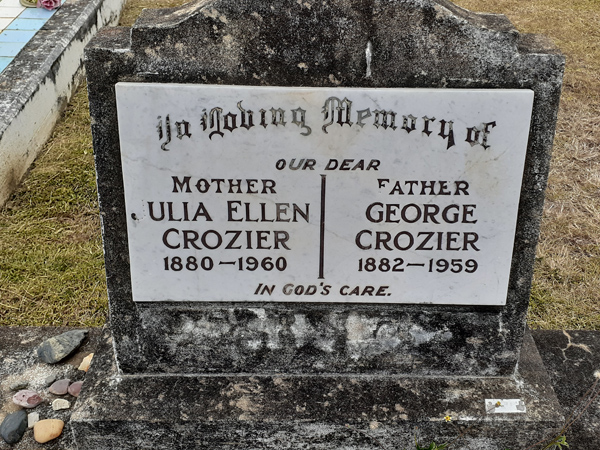 In Loving Memory of
OUR DEAR
MOTHER
ULIA ELLEN
CROZIER
1880-1960
FATHER
GEORGE
CROZIER
1882-1959
IN GOD'S CARE.